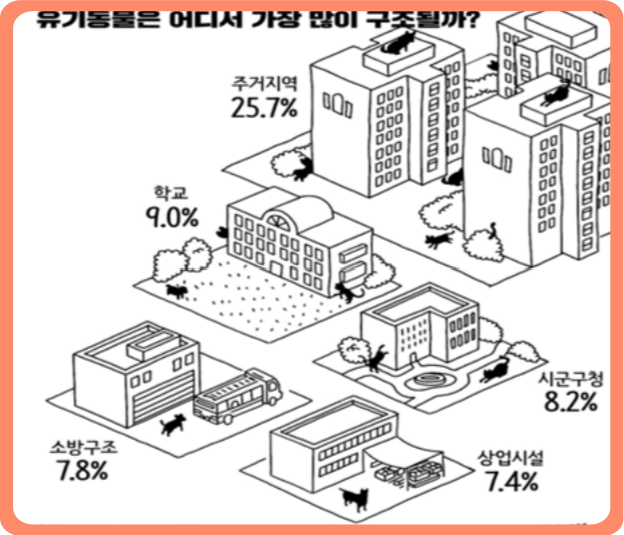 유기동물은 어디서 가장 많이 구조될까?
주거지역
25.7%
학교
9.0%
시군구청
8.2%
소방구조
7.8%
상업시설
7.4%